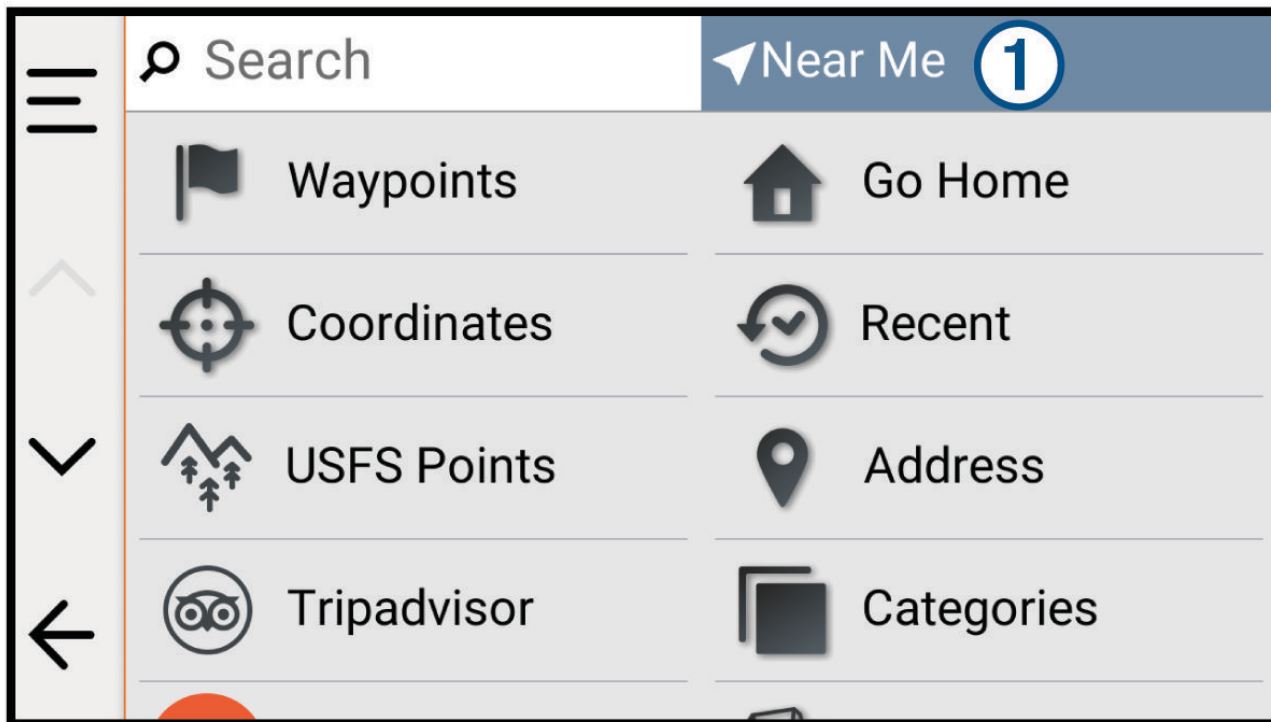 Search
Near Me 1
Waypoints
Go Home
Coordinates
Recent
USFS Points
Address
Tripadvisor
Categories